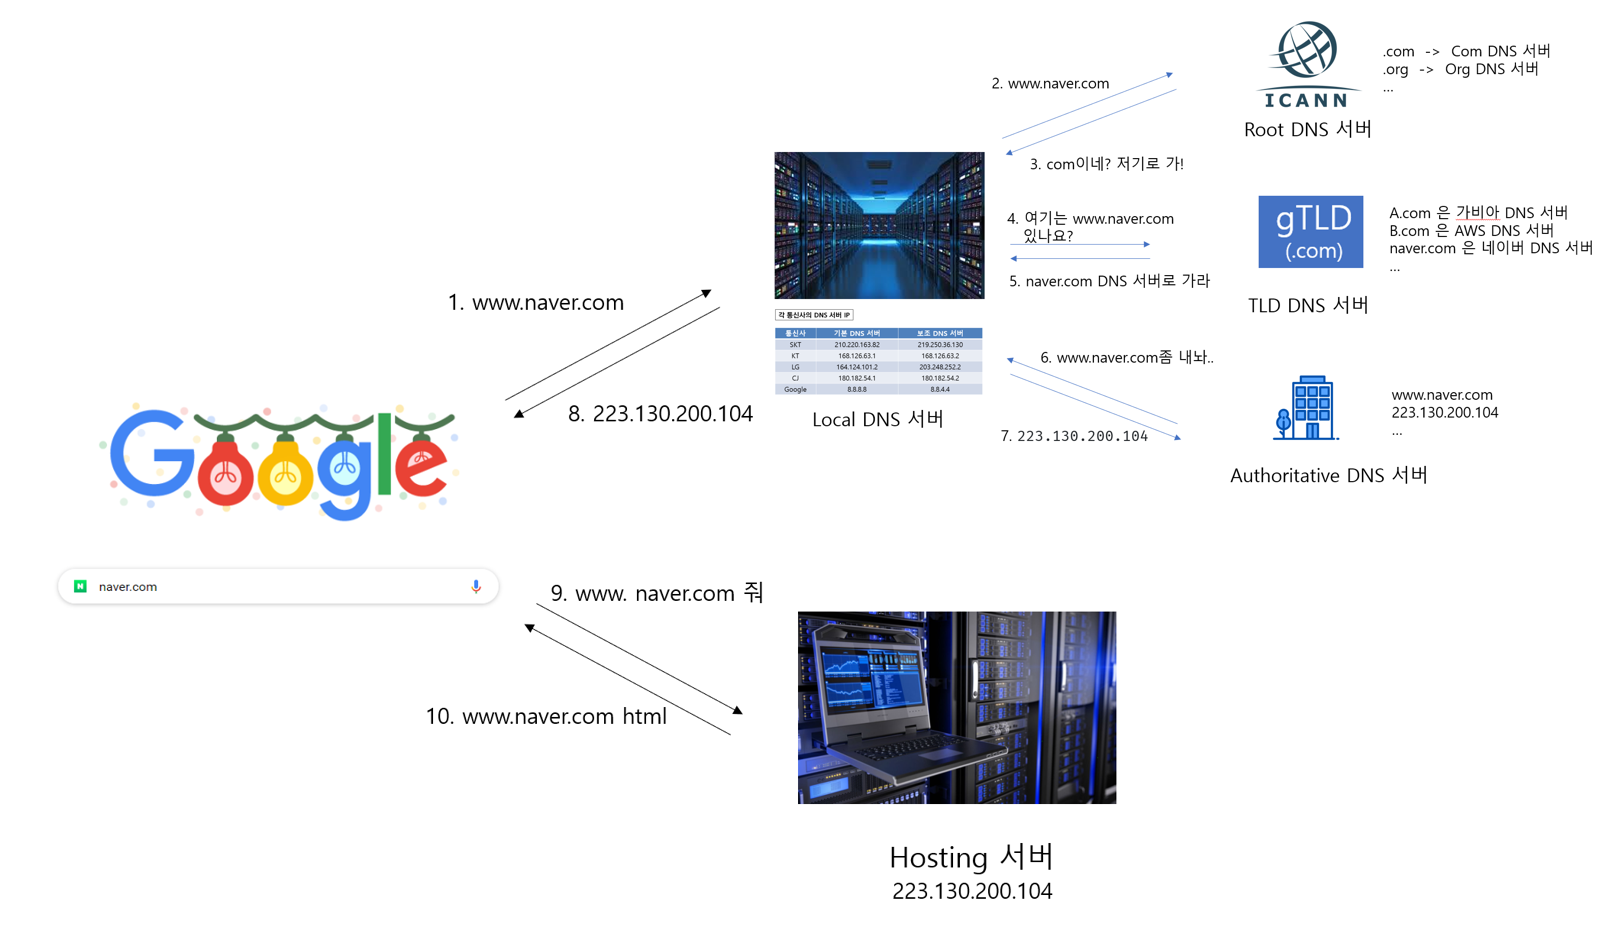 ICANN
Root DNS 서버
.com -> Com DNS 서버
.org -> Org DNS 서버
...
2. www.naver.com
3. com이네? 저기로 가!
gTLD
(.com)
TLD DNS 서버
A.com 은 가비아 DNS 서버
B.com 은 AWS DNS 서버
naver.com 은 네이버 DNS 서버
...
4. 여기는 www.naver.com
있나요?
5. naver.com DNS 서버로 가라
1. www.naver.com
각 통신사의 DNS 서버 IP
통신사 기본 DNS 서버 보조 DNS 서버
SKT 210.220.163.82 219.250.36.130
KT 168.126.63.1 168.126.63.2
LG 164.124.101.2 203.248.252.2
CJ 180.182.54.1 180.182.54.2
Google 8.8.8.8 8.8.4.4
Local DNS 서버
6. www.naver.com좀 내놔..
7. 223.130.200.104
www.naver.com
223.130.200.104
...
Authoritative DNS 서버
8. 223.130.200.104
Google
N naver.com
9. www. naver.com 줘
10. www.naver.com html
Hosting 서버
223.130.200.104